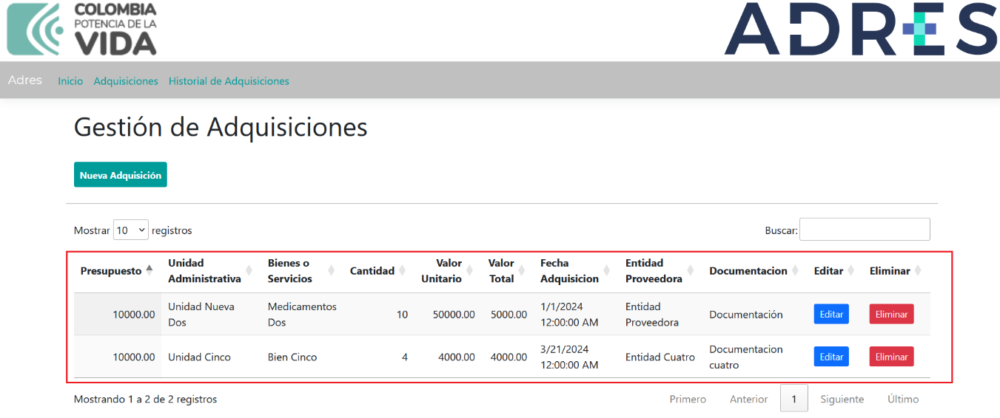 COLOMBIA
POTENCIA DE LA
VIDA
ADRES
Adres Inicio Adquisiciones Historial de Adquisiciones
Gestión de Adquisiciones
Nueva Adquisición
Mostrar 10 registros Buscar:
Presupuesto Unidad Administrativa Bienes o Servicios Cantidad Valor Unitario Valor Total Fecha Adquisicion Entidad Proveedora Documentacion Editar Eliminar
10000.00 Unidad Nueva Dos Medicamentos Dos 10 50000.00 5000.00 1/1/2024 12:00:00 AM Entidad Proveedora Documentación Editar Eliminar
10000.00 Unidad Cinco Bien Cinco 4 4000.00 4000.00 3/21/2024 12:00:00 AM Entidad Cuatro Documentacion cuatro Editar Eliminar
Mostrando 1 a 2 de 2 registros Primero Anterior 1 Siguiente Último